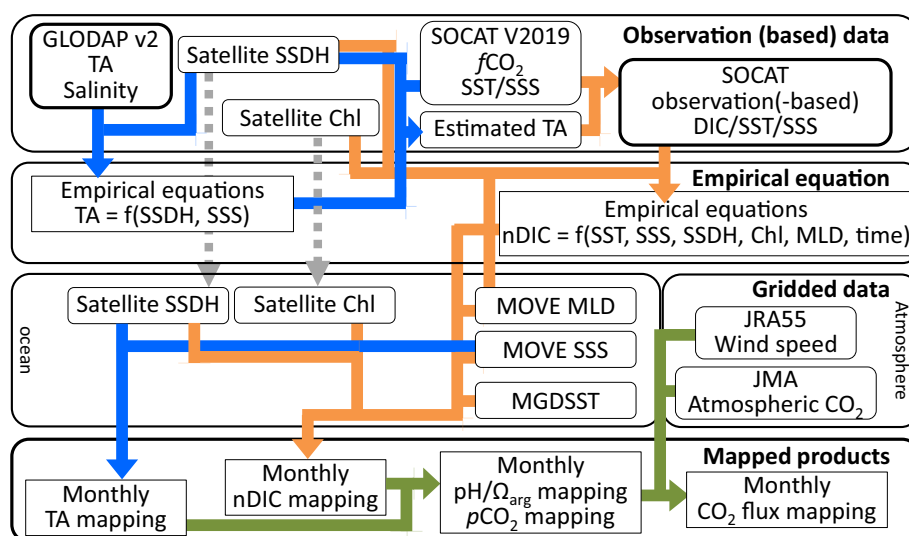 GLODAP v2
TA
Salinity
Satellite SSDH
Satellite Chl
SOCAT V2019
fCO₂
SST/SSS
Estimated TA
Observation (based) data
SOCAT
observation(-based)
DIC/SST/SSS
Empirical equations
TA = f(SSDH, SSS)
Empirical equation
Empirical equations
nDIC = f(SST, SSS, SSDH, Chl, MLD, time)
ocean
Satellite SSDH
Satellite Chl
MOVE MLD
MOVE SSS
MGDSST
Gridded data
JRA55
Wind speed
JMA
Atmospheric CO₂
Atmosphere
Mapped products
Monthly
TA mapping
Monthly
nDIC mapping
Monthly
pH/Ωarg mapping
pCO₂ mapping
Monthly
CO₂ flux mapping